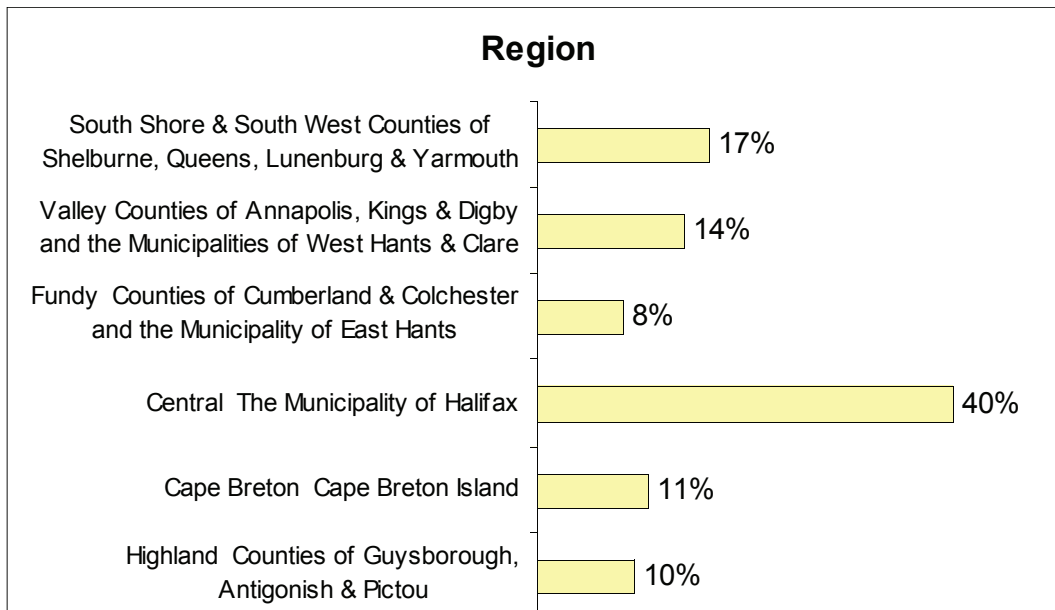 Region
South Shore & South West Counties of
Shelburne, Queens, Lunenburg & Yarmouth
17%
Valley Counties of Annapolis, Kings & Digby
and the Municipalities of West Hants & Clare
14%
Fundy Counties of Cumberland & Colchester
and the Municipality of East Hants
8%
Central The Municipality of Halifax
40%
Cape Breton Cape Breton Island
11%
Highland Counties of Guysborough,
Antigonish & Pictou
10%